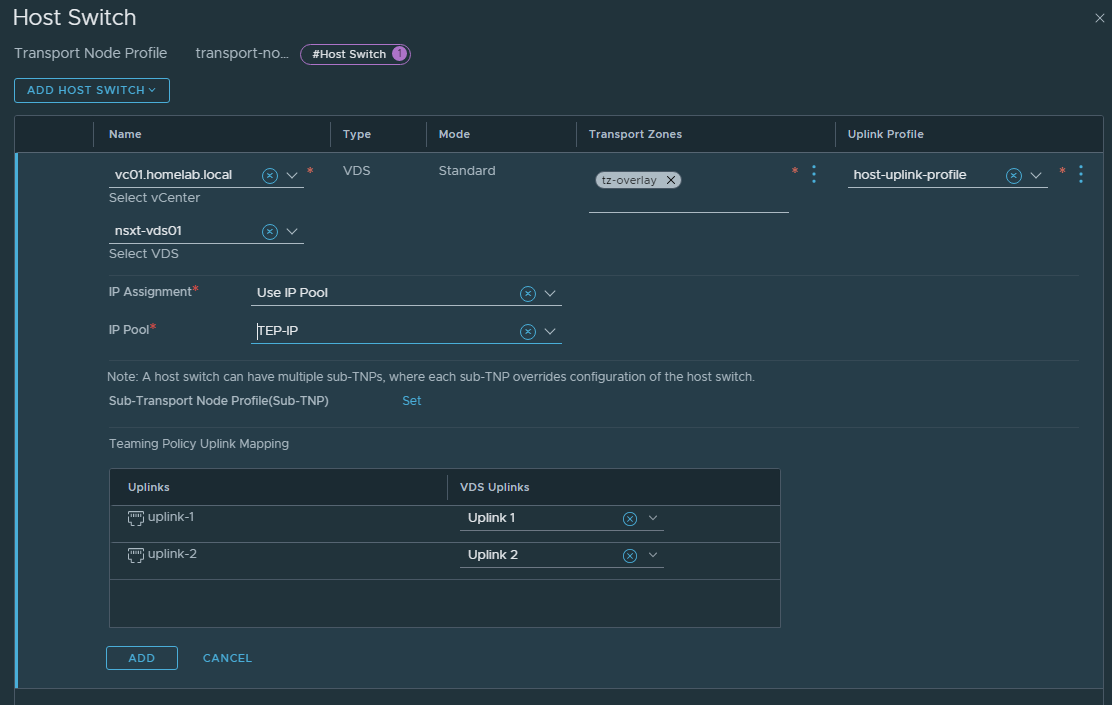 Host Switch
Transport Node Profile transport-no... #Host Switch 1
ADD HOST SWITCH
Name Type Mode Transport Zones Uplink Profile
vc01.homelab.local * VDS Standard tz-overlay * host-uplink-profile *
Select vCenter
nsxt-vds01
Select VDS
IP Assignment* Use IP Pool
IP Pool* TEP-IP
Note: A host switch can have multiple sub-TNPs, where each sub-TNP overrides configuration of the host switch.
Sub-Transport Node Profile(Sub-TNP) Set
Teaming Policy Uplink Mapping
Uplinks VDS Uplinks
uplink-1 Uplink 1
uplink-2 Uplink 2
ADD CANCEL